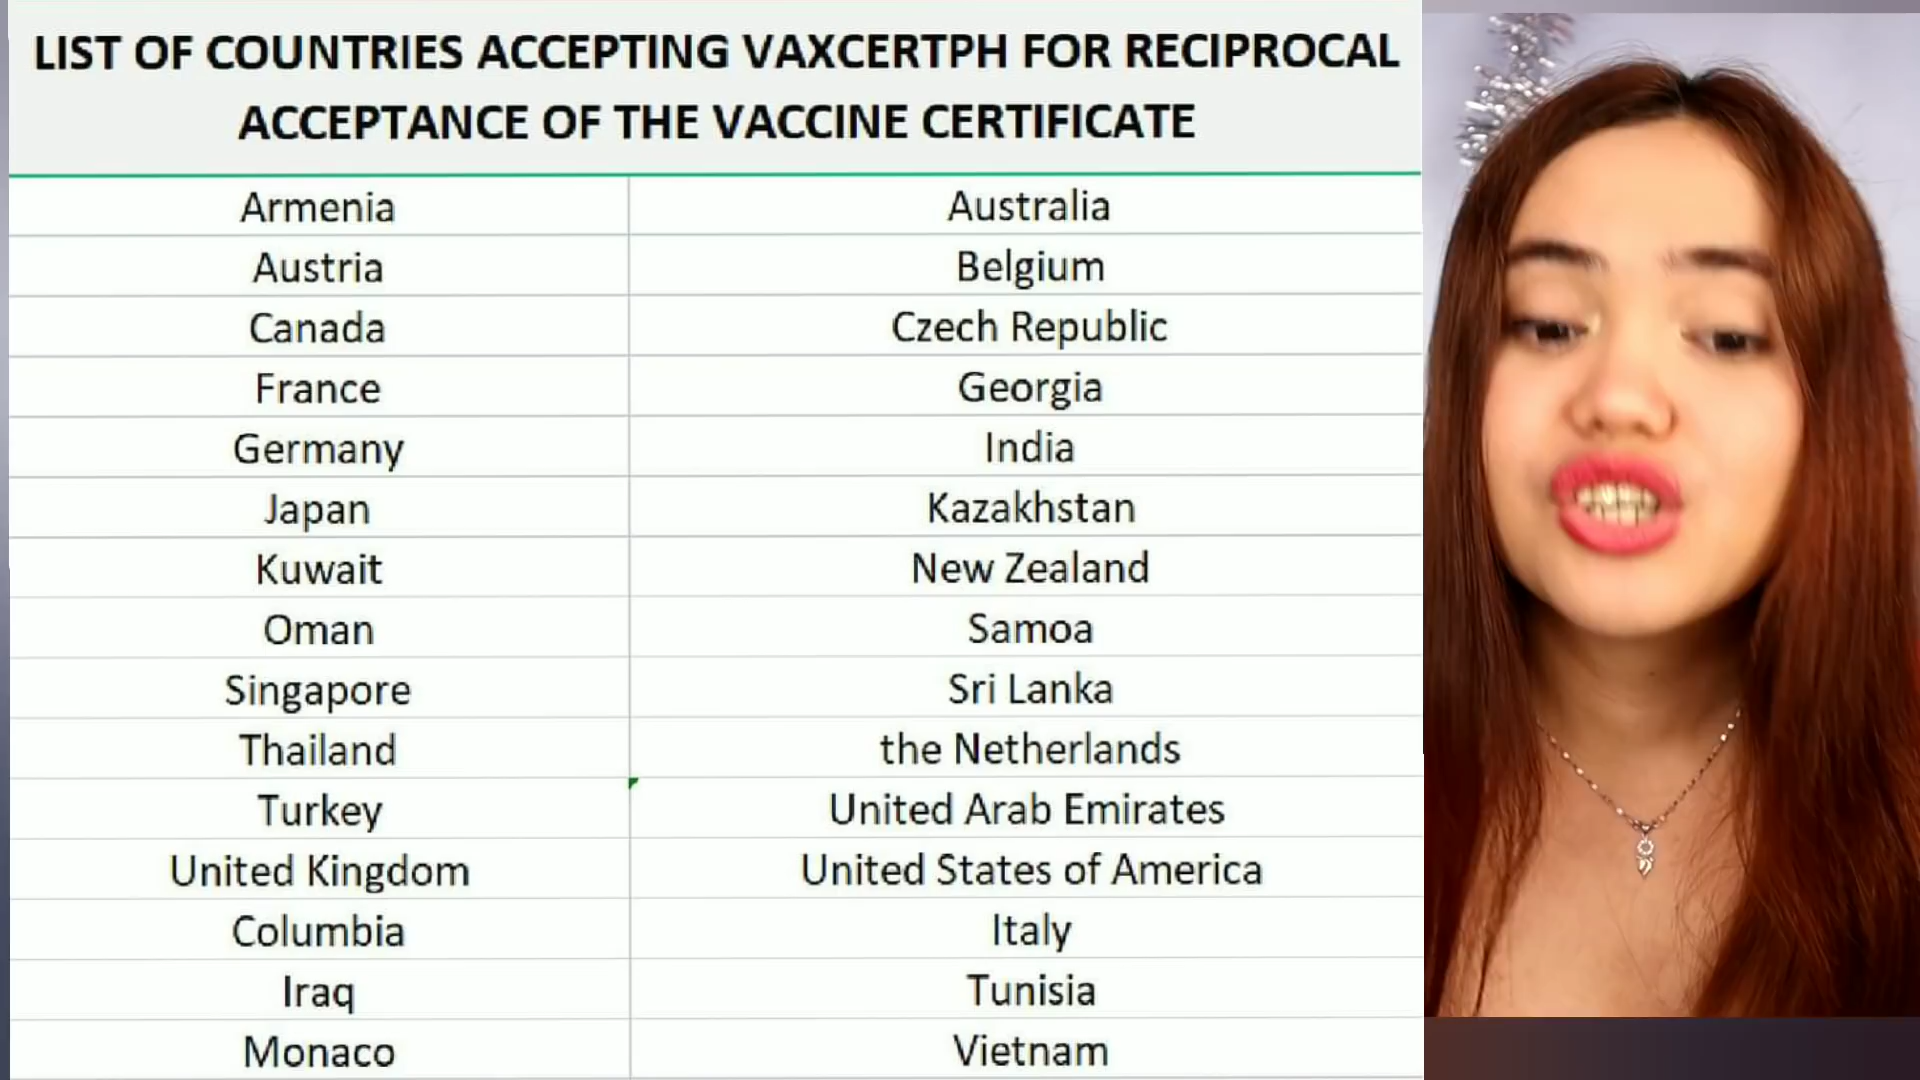 LIST OF COUNTRIES ACCEPTING VAXCERTPH FOR RECIPROCAL
ACCEPTANCE OF THE VACCINE CERTIFICATE
Armenia Australia
Austria Belgium
Canada Czech Republic
France Georgia
Germany India
Japan Kazakhstan
Kuwait New Zealand
Oman Samoa
Singapore Sri Lanka
Thailand the Netherlands
Turkey United Arab Emirates
United Kingdom United States of America
Columbia Italy
Iraq Tunisia
Monaco Vietnam